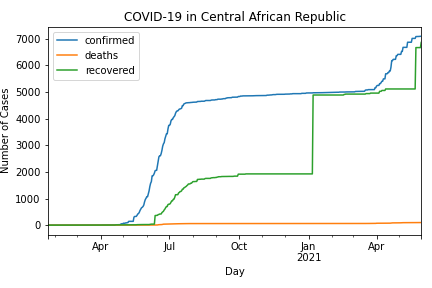 COVID-19 in Central African Republic
confirmed
deaths
recovered
Number of Cases
7000
6000
5000
4000
3000
2000
1000
0
Apr Jul Oct Jan Apr
2021
Day